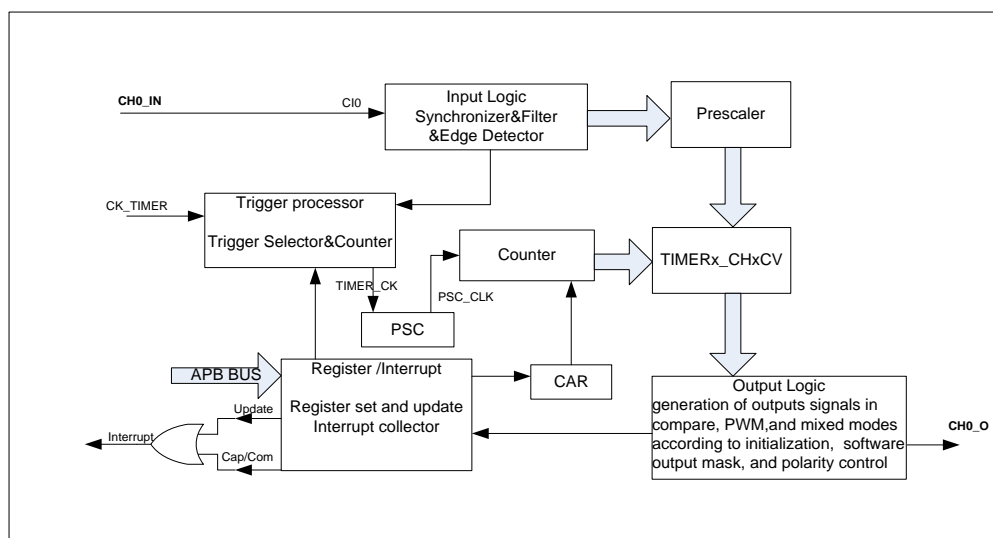 CH0_IN
CI0
Input Logic
Synchronizer&Filter
&Edge Detector
Prescaler
CK_TIMER
Trigger processor
Trigger Selector&Counter
Counter
TIMERx_CHxCV
TIMER_CK
PSC_CLK
PSC
APB BUS
Register /Interrupt
Register set and update
Interrupt collector
CAR
Output Logic
generation of outputs signals in
compare, PWM,and mixed modes
according to initialization, software
output mask, and polarity control
CH0_O
Update
Interrupt
Cap/Com